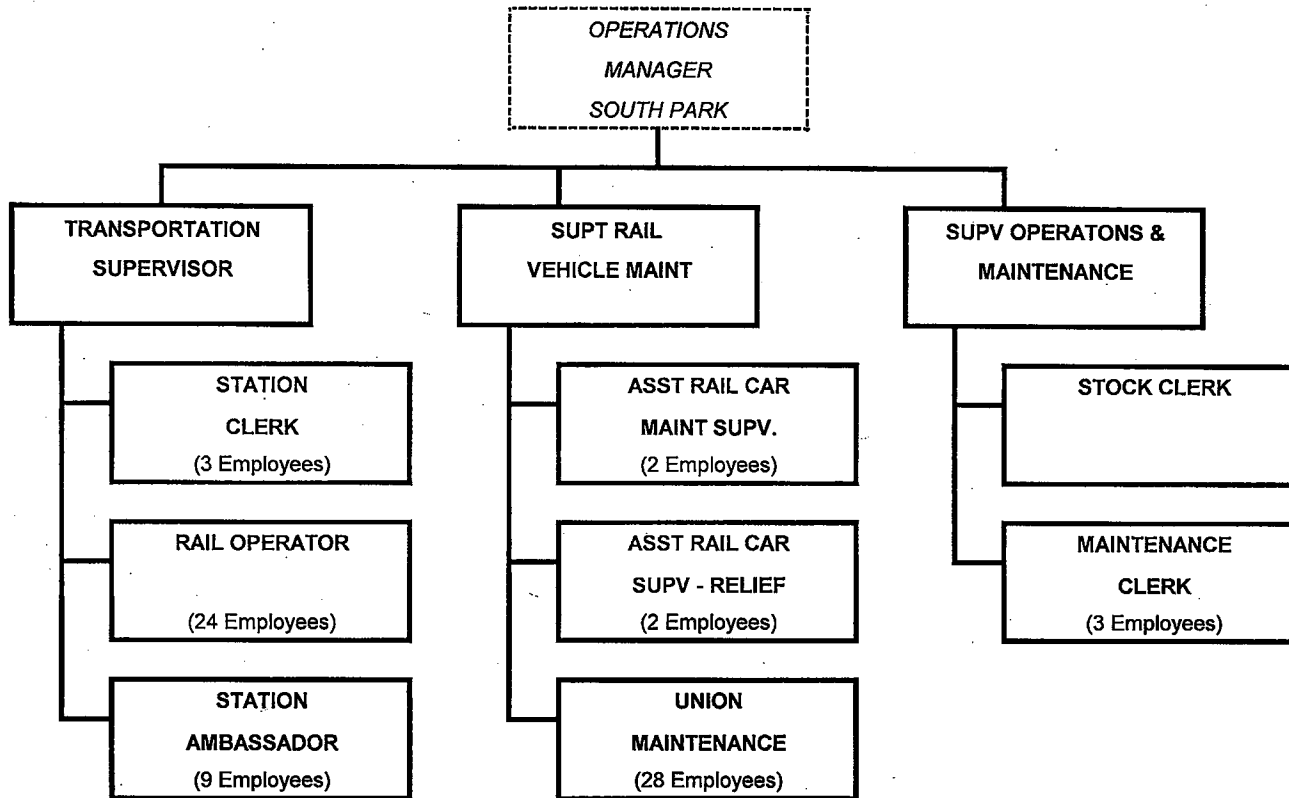 OPERATIONS
MANAGER
SOUTH PARK
TRANSPORTATION
SUPERVISOR
SUPT RAIL
VEHICLE MAINT
SUPV OPERATONS &
MAINTENANCE
STATION
CLERK
(3 Employees)
ASST RAIL CAR
MAINT SUPV.
(2 Employees)
STOCK CLERK
RAIL OPERATOR
(24 Employees)
ASST RAIL CAR
SUPV - RELIEF
(2 Employees)
MAINTENANCE
CLERK
(3 Employees)
STATION
AMBASSADOR
(9 Employees)
UNION
MAINTENANCE
(28 Employees)